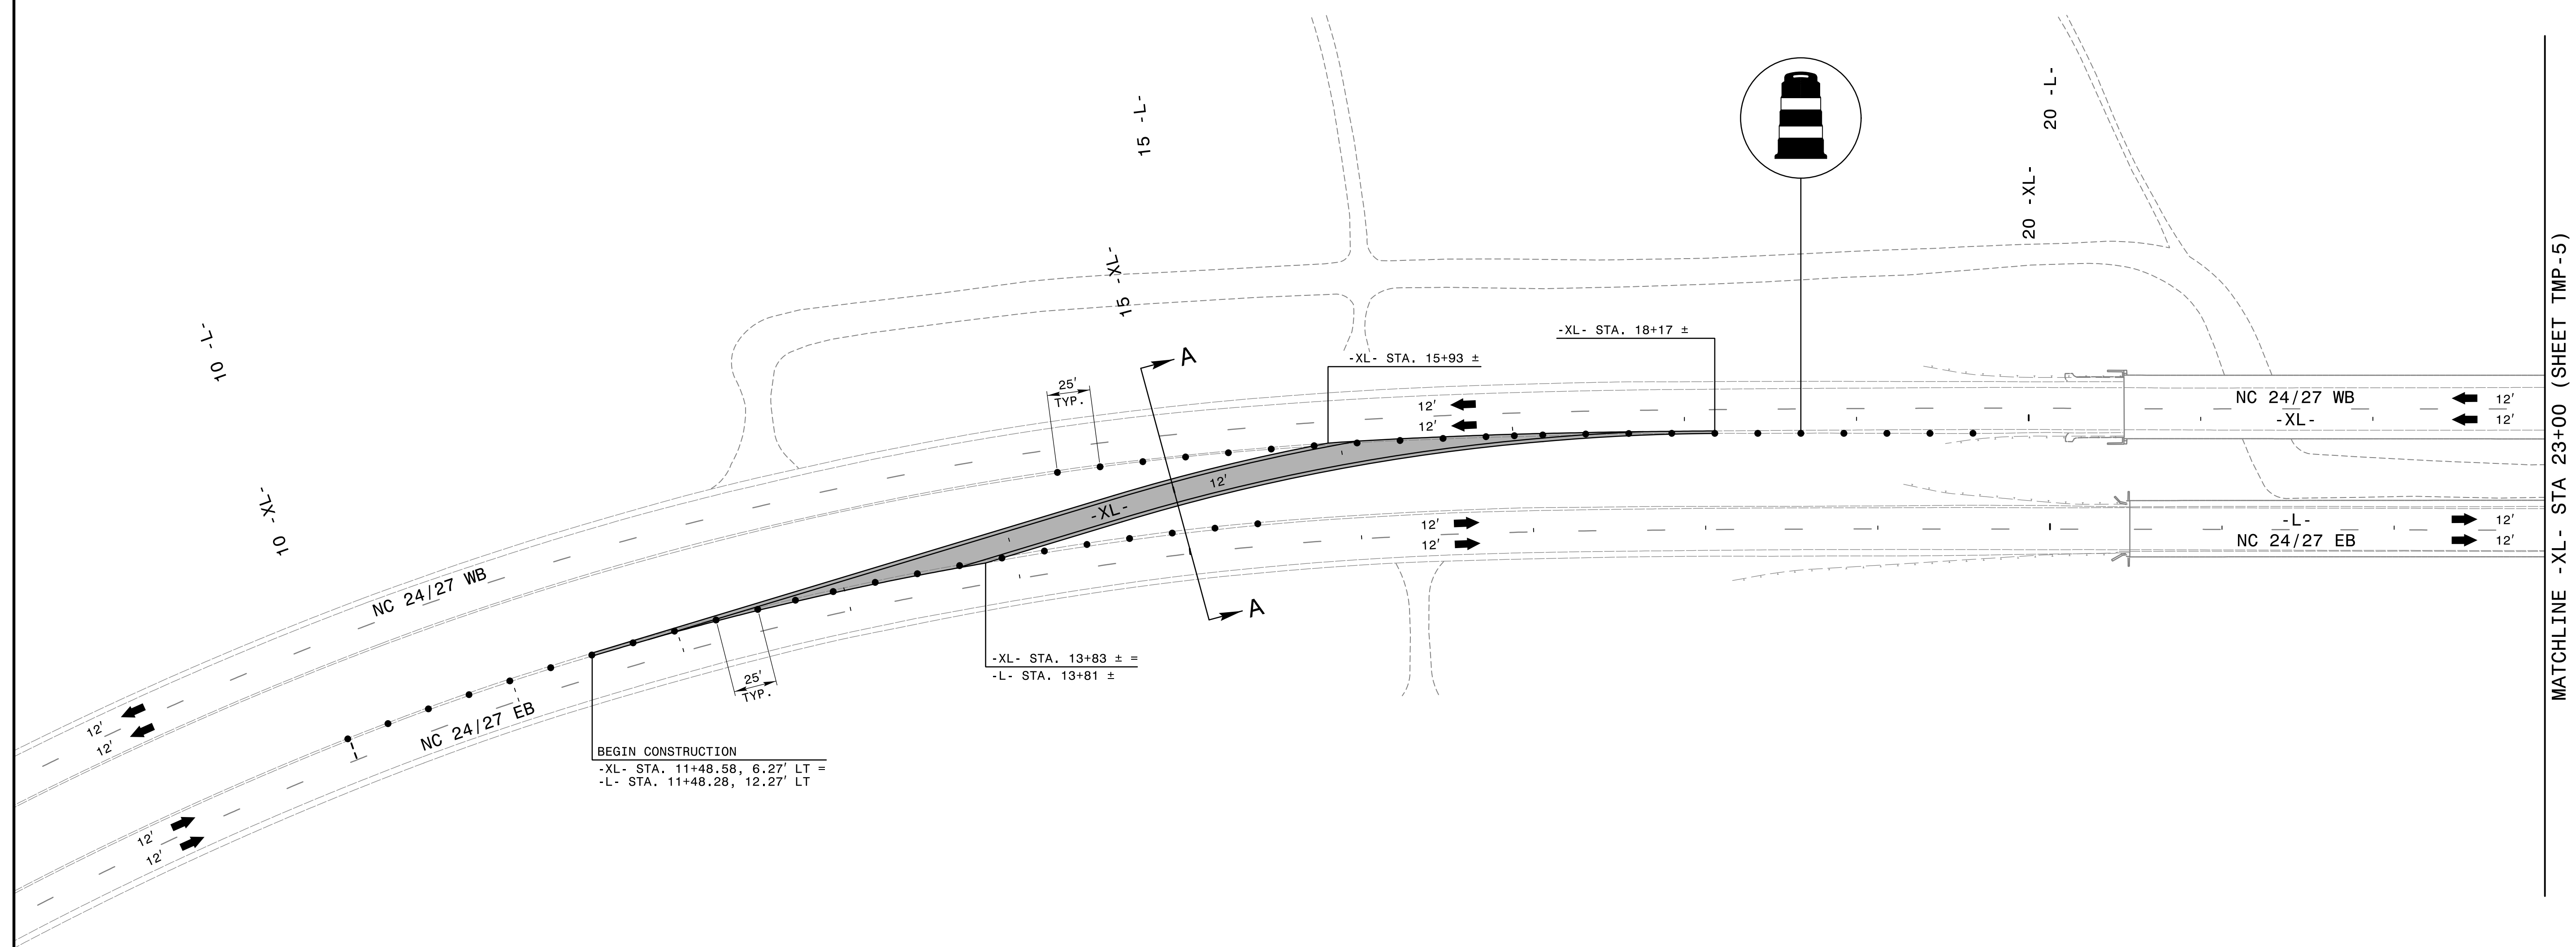 15 -L-
20 -L-
20 -XL-
15 -XL-
10 -L-
10 -XL-
-XL- STA. 18+17 ±
-XL- STA. 15+93 ±
A
25'
TYP.
12'
12'
NC 24/27 WB
-XL-
12'
12'
12'
-XL-
12'
12'
-L-
NC 24/27 EB
12'
12'
NC 24/27 WB
A
-XL- STA. 13+83 ± =
-L- STA. 13+81 ±
25'
TYP.
NC 24/27 EB
12'
12'
BEGIN CONSTRUCTION
-XL- STA. 11+48.58, 6.27' LT =
-L- STA. 11+48.28, 12.27' LT
12'
12'
MATCHLINE -XL- STA 23+00 (SHEET TMP-5)